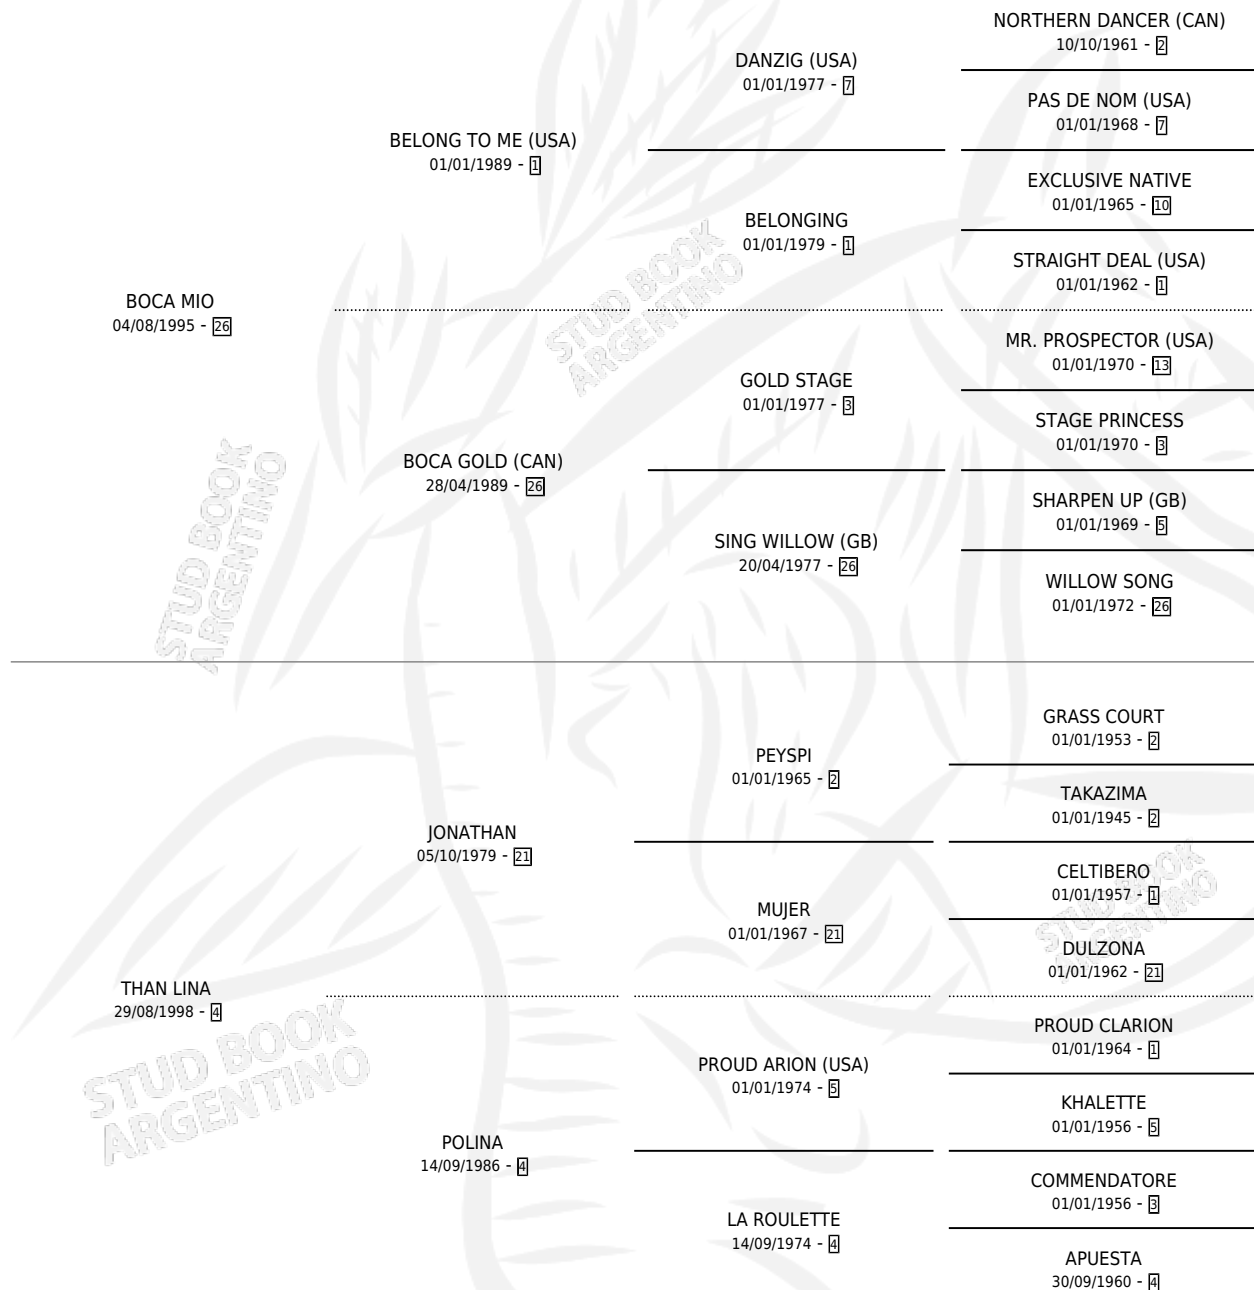 NORTHERN DANCER (CAN)
10/10/1961 - 2
DANZIG (USA)
01/01/1977 - 7
PAS DE NOM (USA)
01/01/1968 - 7
BELONG TO ME (USA)
01/01/1989 - 1
EXCLUSIVE NATIVE
01/01/1965 - 10
BELONGING
01/01/1979 - 1
STRAIGHT DEAL (USA)
01/01/1962 - 1
BOCA MIO
04/08/1995 - 26
MR. PROSPECTOR (USA)
01/01/1970 - 13
GOLD STAGE
01/01/1977 - 3
STAGE PRINCESS
01/01/1970 - 3
BOCA GOLD (CAN)
28/04/1989 - 26
SHARPEN UP (GB)
01/01/1969 - 5
SING WILLOW (GB)
20/04/1977 - 26
WILLOW SONG
01/01/1972 - 26
GRASS COURT
01/01/1953 - 2
PEYSPI
01/01/1965 - 2
TAKAZIMA
01/01/1945 - 2
JONATHAN
05/10/1979 - 21
CELTIBERO
01/01/1957 - 1
MUJER
01/01/1967 - 21
DULZONA
01/01/1962 - 21
THAN LINA
29/08/1998 - 4
PROUD CLARION
01/01/1964 - 1
PROUD ARION (USA)
01/01/1974 - 5
KHALETTE
01/01/1956 - 5
POLINA
14/09/1986 - 4
COMMENDATORE
01/01/1956 - 3
LA ROULETTE
14/09/1974 - 4
APUESTA
30/09/1960 - 4
STUD BOOK
ARGENTINO
STUD BOOK
ARGENTINO
STUD BOOK
ARGENTINO
STUD BOOK
ARGENTINO